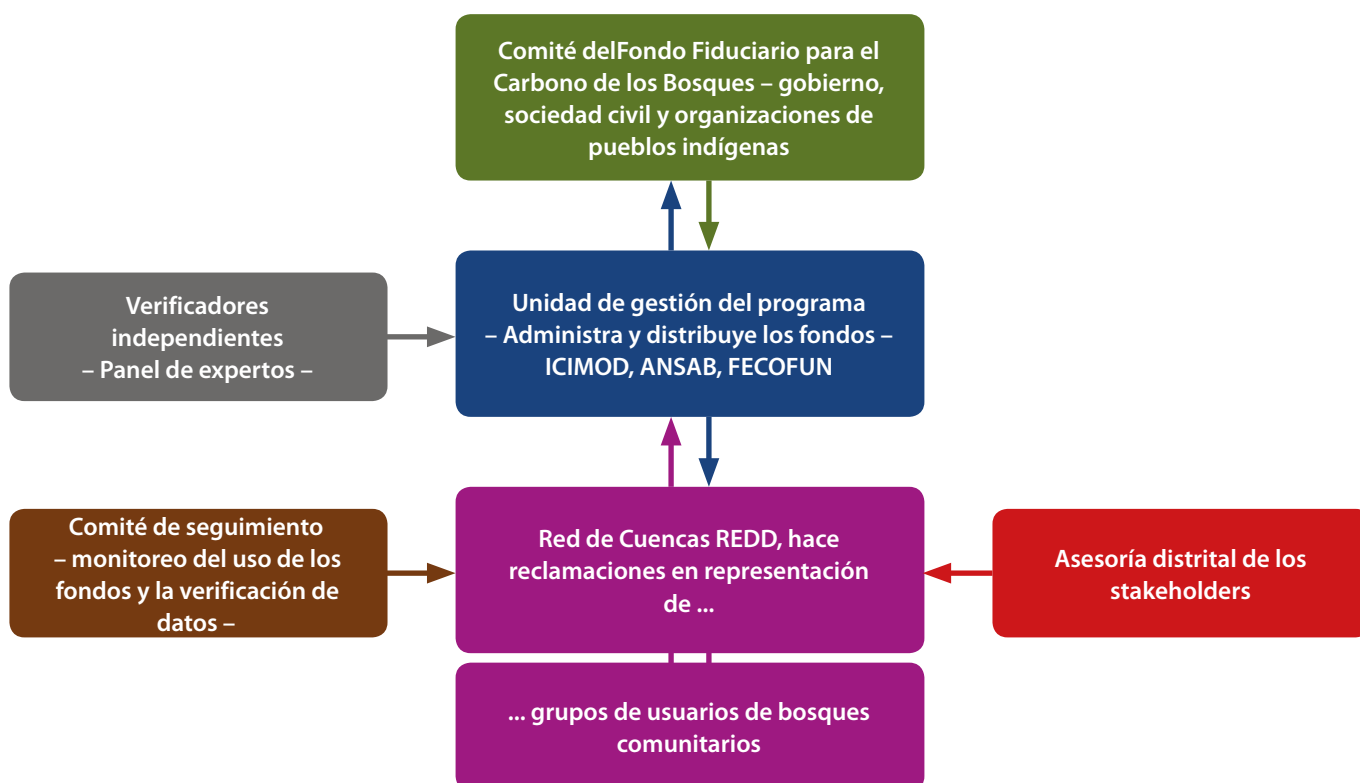 Comité delFondo Fiduciario para el
Carbono de los Bosques – gobierno,
sociedad civil y organizaciones de
pueblos indígenas
Verificadores
independientes
– Panel de expertos –
Unidad de gestión del programa
– Administra y distribuye los fondos –
ICIMOD, ANSAB, FECOFUN
Comité de seguimiento
– monitoreo del uso de los
fondos y la verificación de
datos –
Red de Cuencas REDD, hace
reclamaciones en representación
de ...
Asesoría distrital de los
stakeholders
... grupos de usuarios de bosques
comunitarios